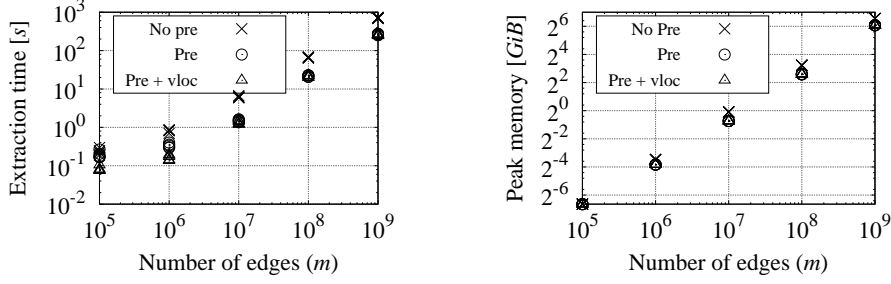 Extraction time [s]
10^3
10^2
10^1
10^0
10^-1
10^-2
No pre
Pre
Pre + vloc
10^5 10^6 10^7 10^8 10^9
Number of edges (m)
Peak memory [GiB]
2^6
2^4
2^2
2^0
2^-2
2^-4
2^-6
No Pre
Pre
Pre + vloc
10^5 10^6 10^7 10^8 10^9
Number of edges (m)